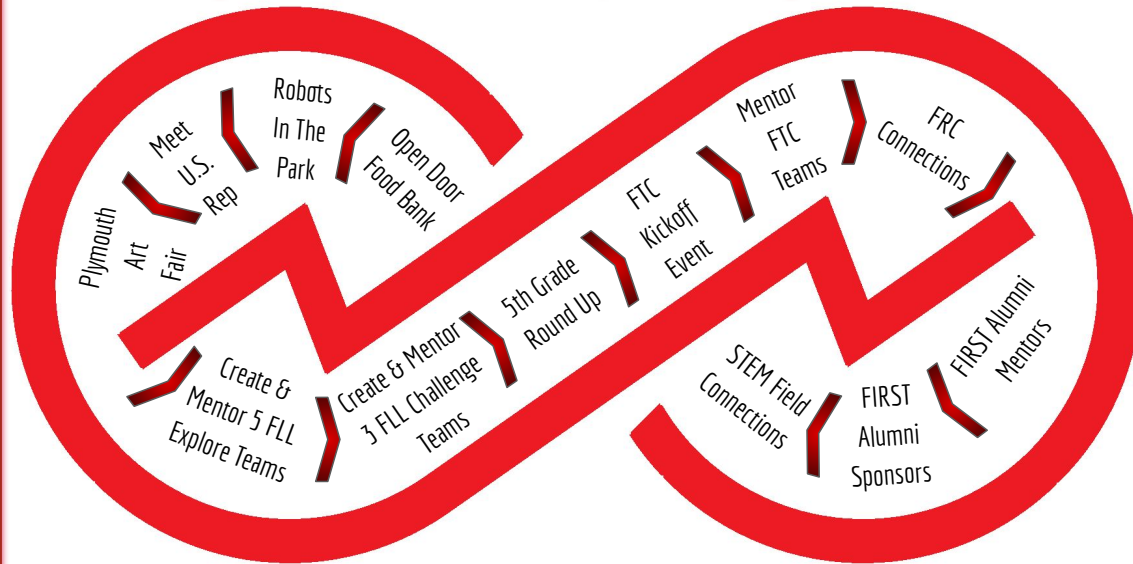 Open Door
Food Bank
Robots
In The
Park
Meet
U.S.
Rep
Plymouth
Art
Fair
Create &
Mentor 5 FLL
Explore Teams
Create & Mentor
3 FLL Challenge
Teams
5th Grade
Round Up
FTC
Kickoff
Event
Mentor
FTC
Teams
FRC
Connections
FIRST Alumni
Mentors
FIRST
Alumni
Sponsors
STEM Field
Connections